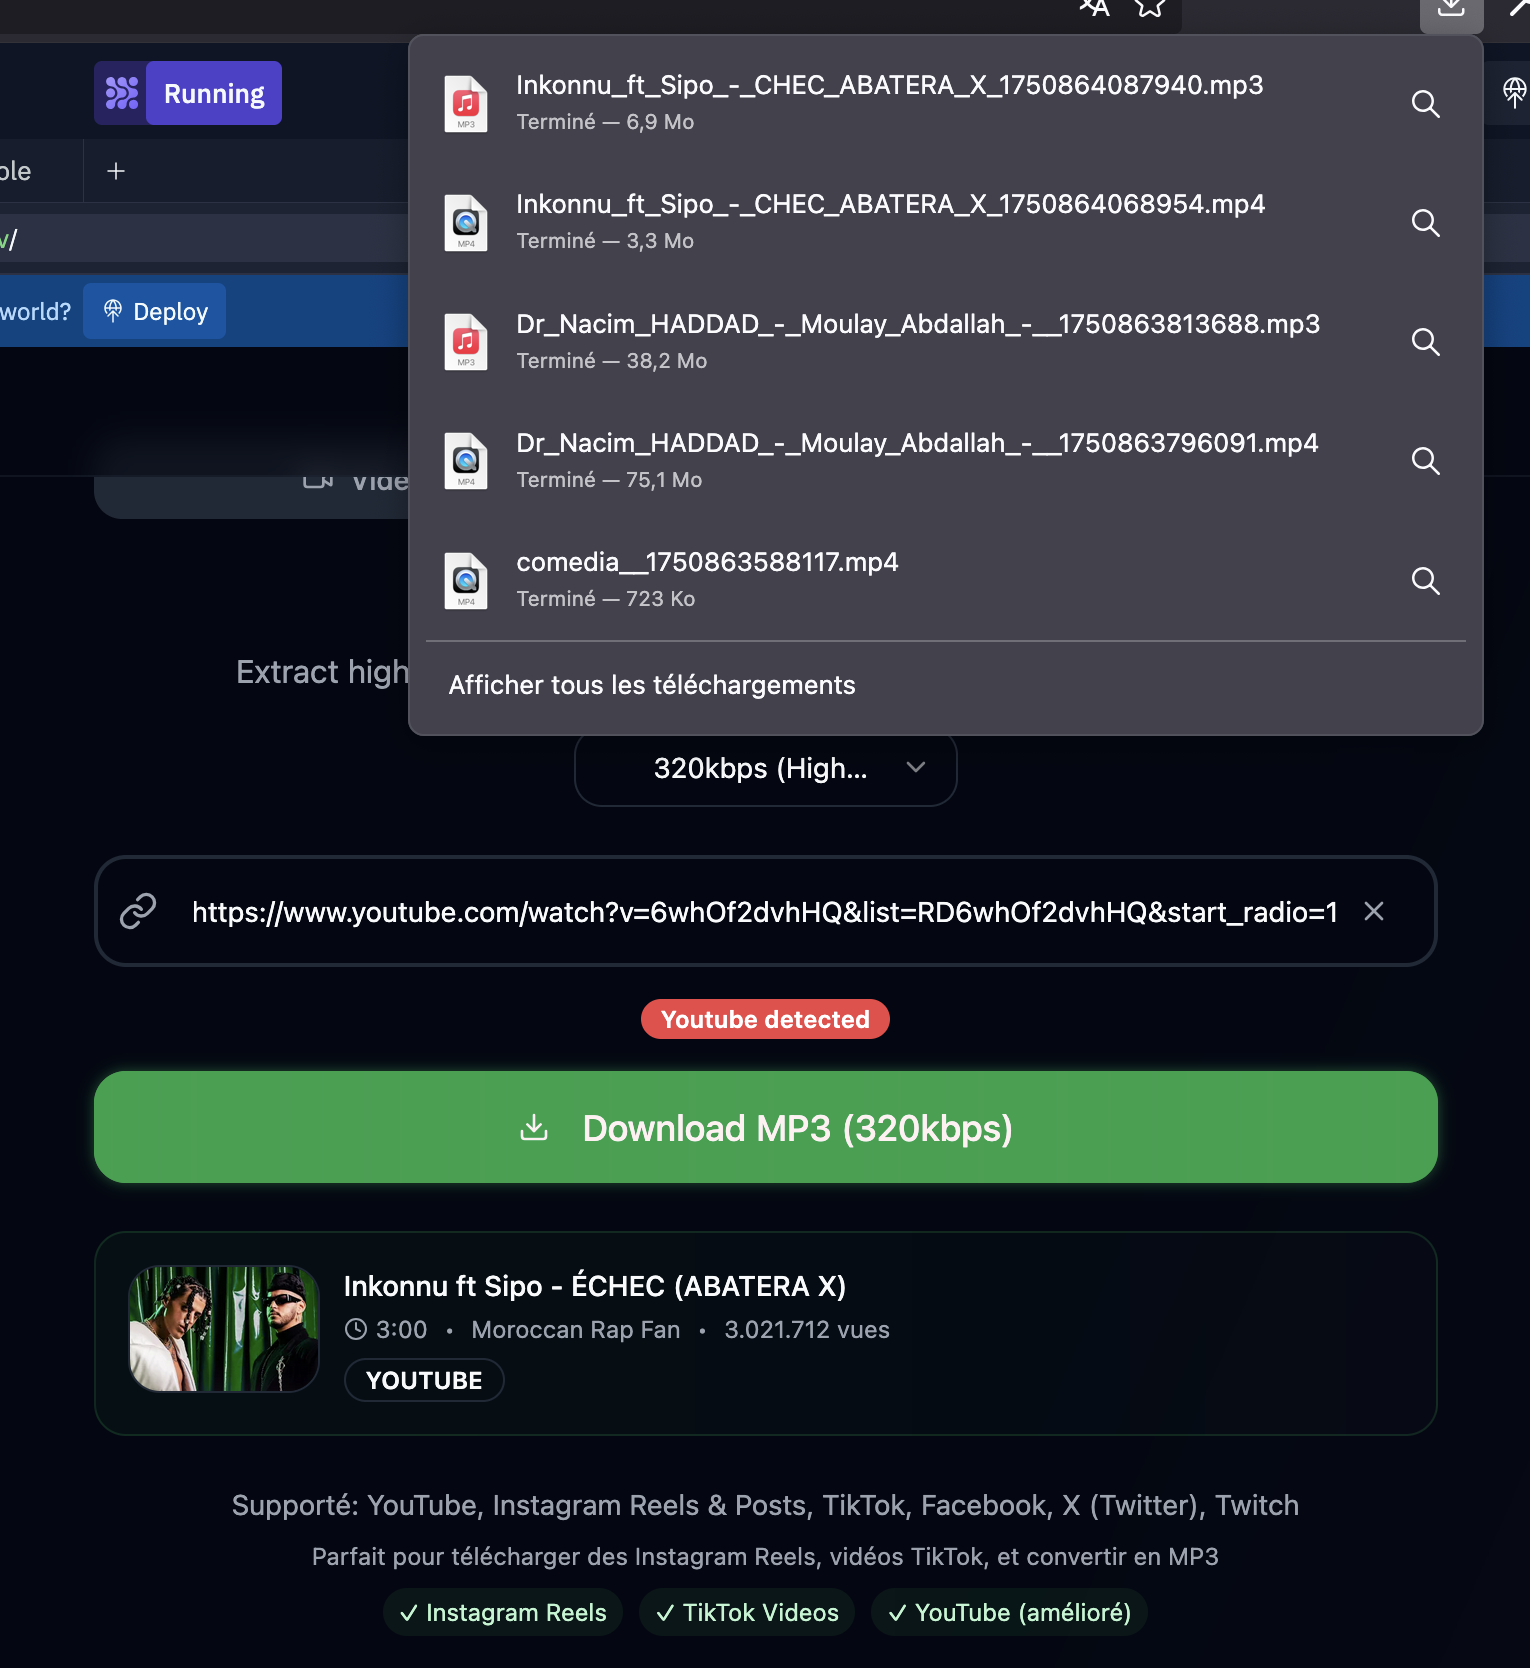 Running
Inkonnu_ft_Sipo_-_CHEC_ABATERA_X_1750864087940.mp3
MP3
Terminé — 6,9 Mo
ole
+
Inkonnu_ft_Sipo_-_CHEC_ABATERA_X_1750864068954.mp4
MP4
Terminé — 3,3 Mo
v/
world?
Deploy
Dr_Nacim_HADDAD_-_Moulay_Abdallah_-__1750863813688.mp3
MP3
Terminé — 38,2 Mo
Dr_Nacim_HADDAD_-_Moulay_Abdallah_-__1750863796091.mp4
MP4
Terminé — 75,1 Mo
Vide
comedia__1750863588117.mp4
MP4
Terminé — 723 Ko
Extract high
Afficher tous les téléchargements
320kbps (High...
https://www.youtube.com/watch?v=6whOf2dvhHQ&list=RD6whOf2dvhHQ&start_radio=1
Youtube detected
Download MP3 (320kbps)
Inkonnu ft Sipo - ÉCHEC (ABATERA X)
3:00 • Moroccan Rap Fan • 3.021.712 vues
YOUTUBE
Supporté: YouTube, Instagram Reels & Posts, TikTok, Facebook, X (Twitter), Twitch
Parfait pour télécharger des Instagram Reels, vidéos TikTok, et convertir en MP3
✓ Instagram Reels ✓ TikTok Videos ✓ YouTube (amélioré)